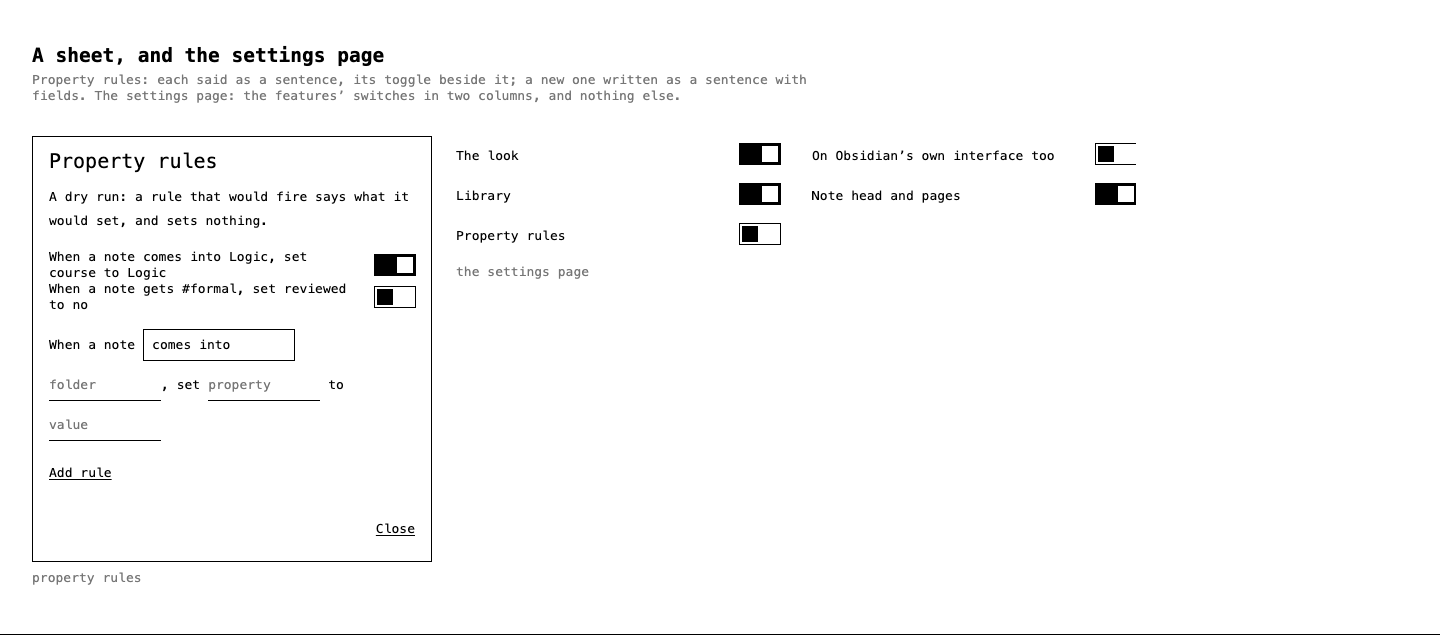 A sheet, and the settings page
Property rules: each said as a sentence, its toggle beside it; a new one written as a sentence with
fields. The settings page: the features’ switches in two columns, and nothing else.
Property rules
A dry run: a rule that would fire says what it
would set, and sets nothing.
When a note comes into Logic, set
course to Logic
When a note gets #formal, set reviewed
to no
When a note comes into
folder , set property to
value
Add rule
Close
property rules
The look
On Obsidian’s own interface too
Library
Note head and pages
Property rules
the settings page